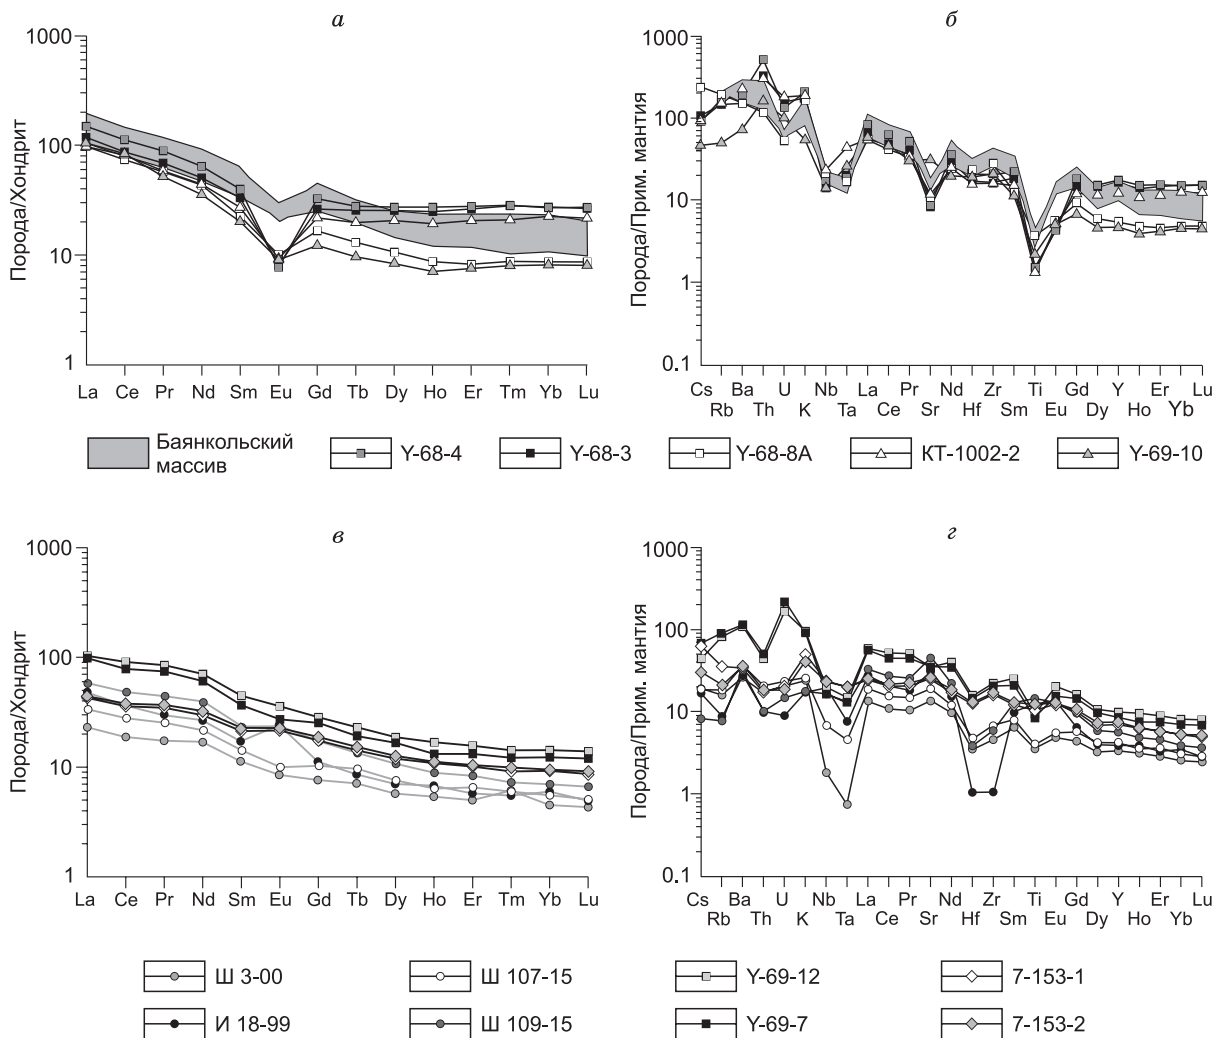 а
б
Порода/Хондрит
1000
100
10
1
La Ce Pr Nd Sm Eu Gd Tb Dy Ho Er Tm Yb Lu
Порода/Прим. мантия
1000
100
10
1
0.1
Cs Ba U Nb La Pr Nd Zr Ti Gd Y Er Lu
Rb Th K Ta Ce Sr Hf Sm Eu Dy Ho Yb
Баянкольский
массив
Y-68-4
Y-68-3
Y-68-8A
КТ-1002-2
Y-69-10
в
г
Порода/Хондрит
1000
100
10
1
La Ce Pr Nd Sm Eu Gd Tb Dy Ho Er Tm Yb Lu
Порода/Прим. мантия
1000
100
10
1
0.1
Cs Ba U Nb La Pr Nd Zr Ti Gd Y Er Lu
Rb Th K Ta Ce Sr Hf Sm Eu Dy Ho Yb
Ш 3-00
Ш 107-15
Y-69-12
7-153-1
И 18-99
Ш 109-15
Y-69-7
7-153-2